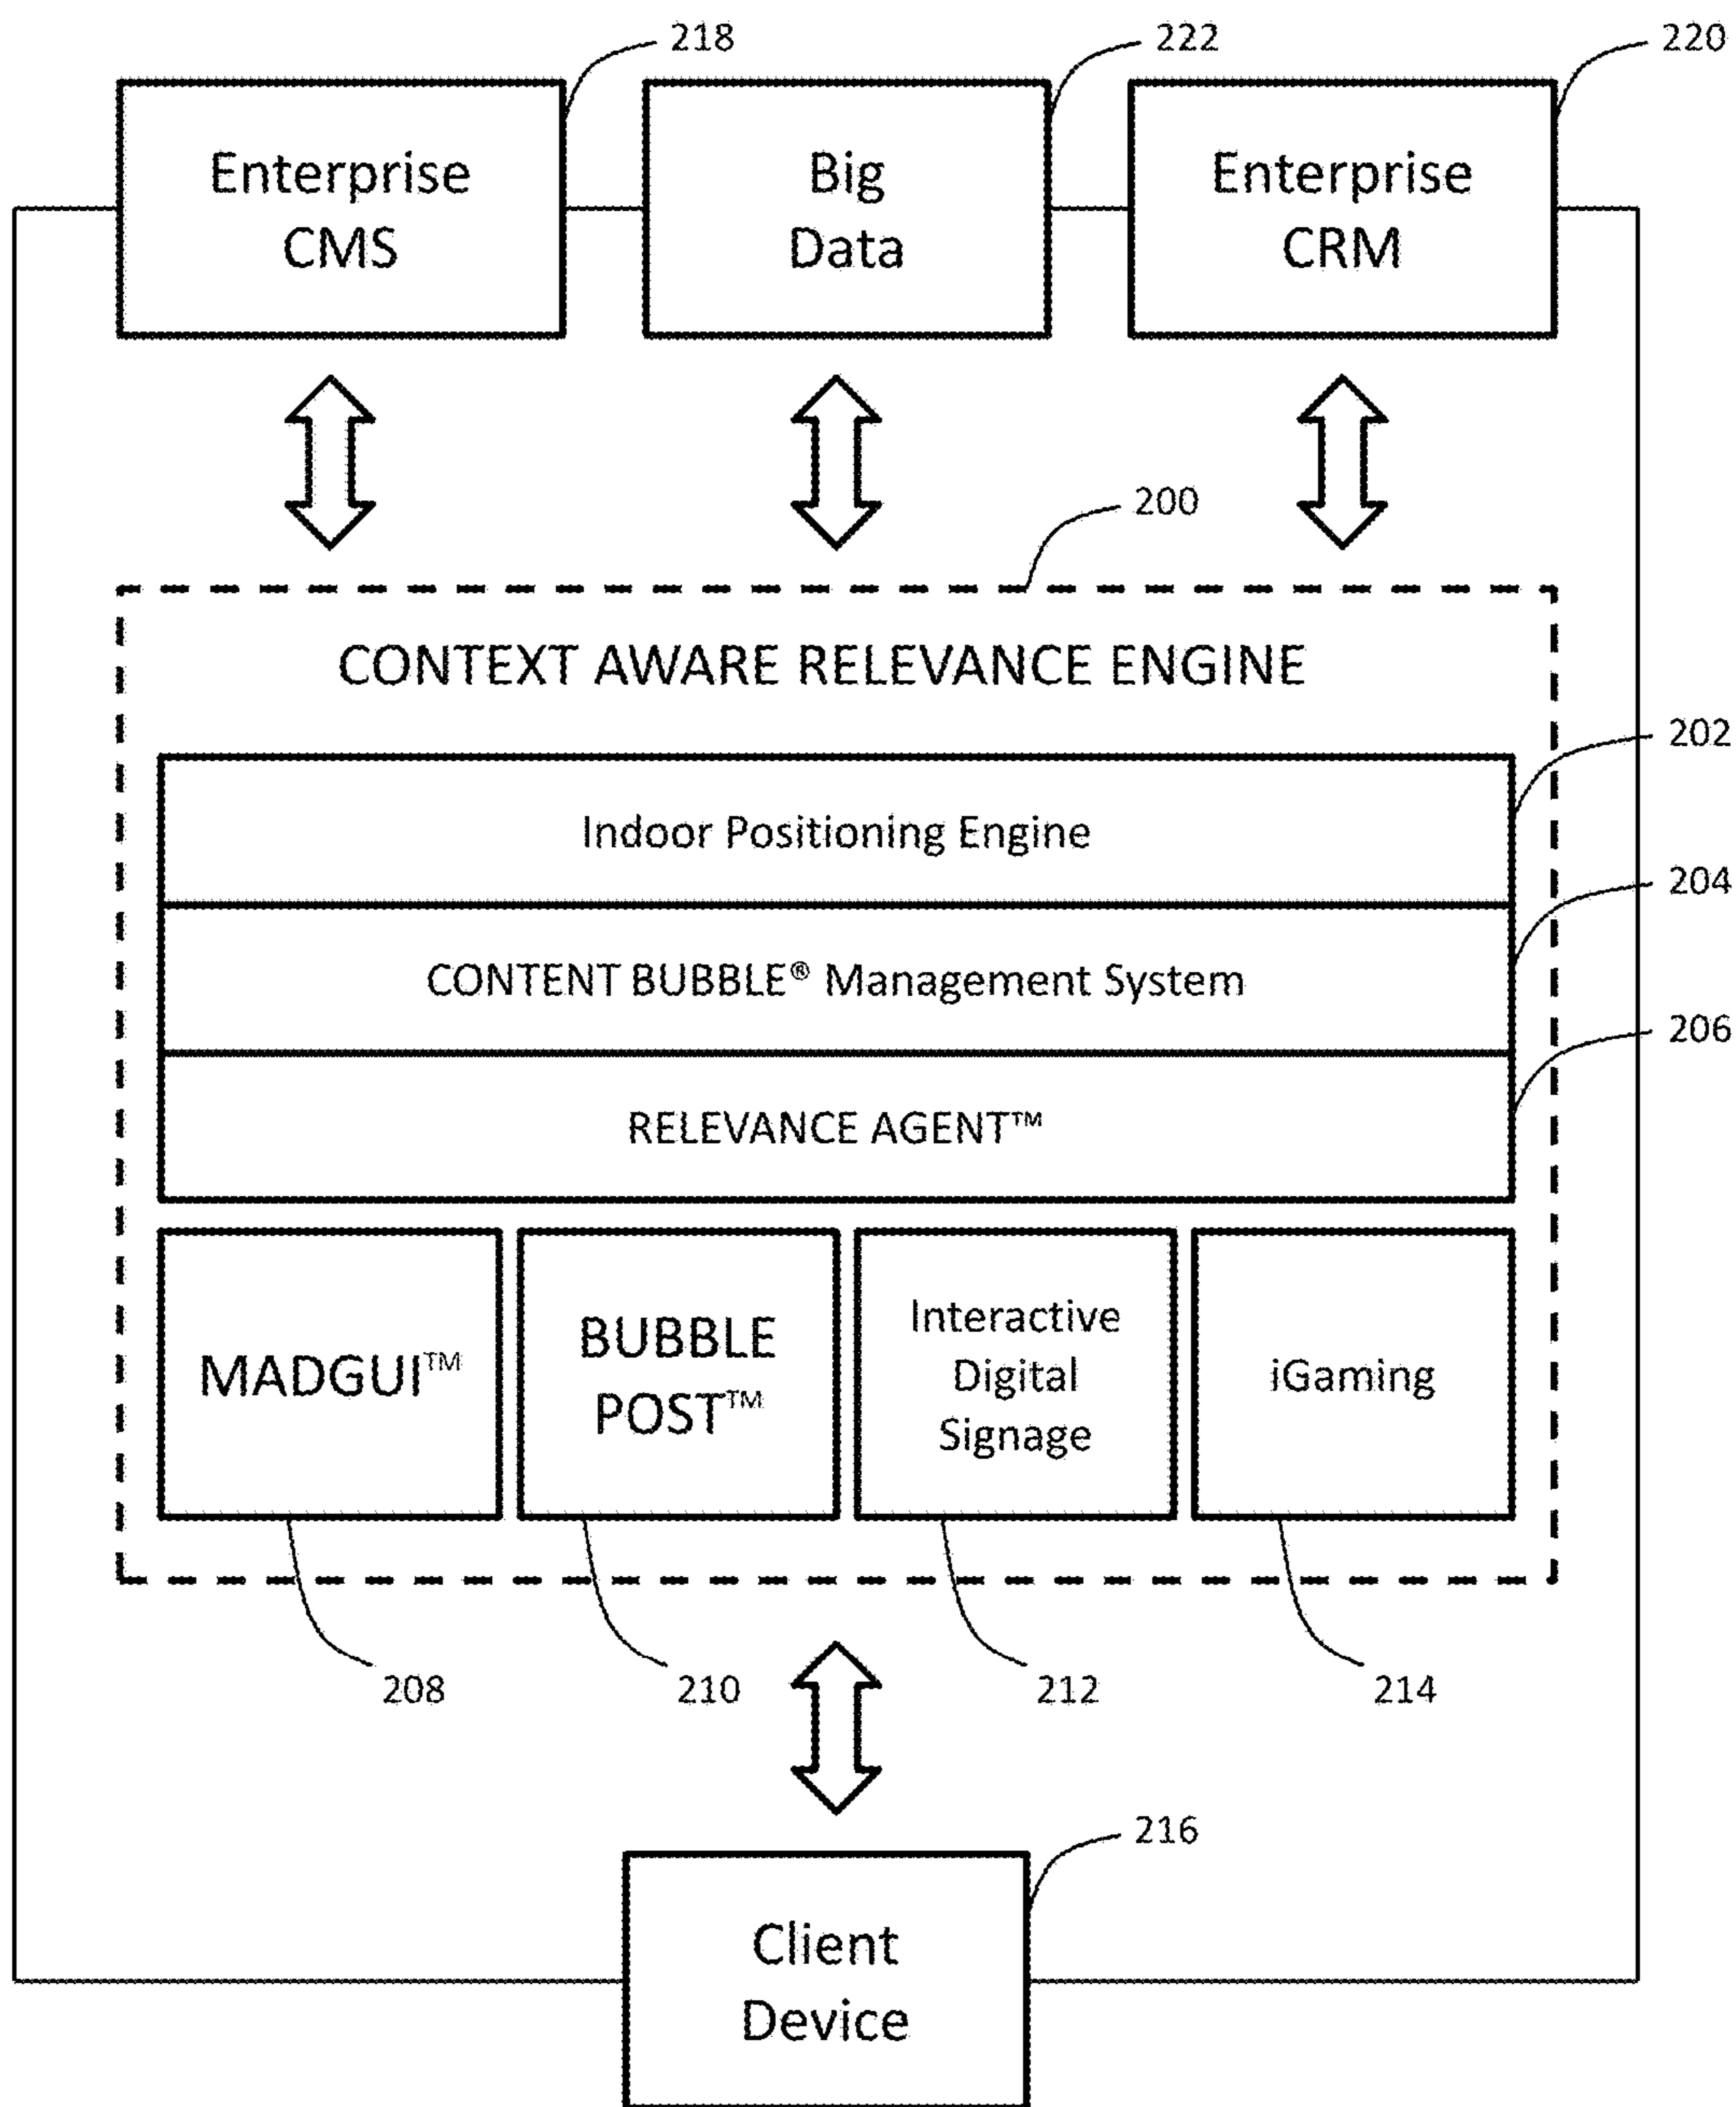 218
222
220
Enterprise
CMS
Big
Data
Enterprise
CRM
200
CONTEXT AWARE RELEVANCE ENGINE
202
Indoor Positioning Engine
204
CONTENT BUBBLE® Management System
206
RELEVANCE AGENT™
MADGUI™
BUBBLE
POST™
Interactive
Digital
Signage
iGaming
208
210
212
214
216
Client
Device